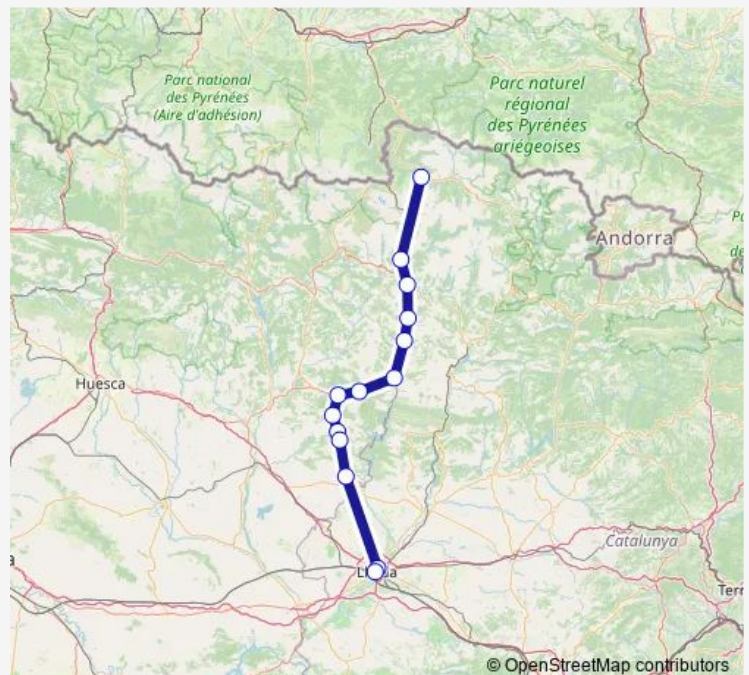 Parc national
des Pyrénées
(Aire d'adhésion)
Parc naturel
régional
des Pyrénées
ariégeoises
Andorra
Huesca
Catalunya
© OpenStreetMap contributors